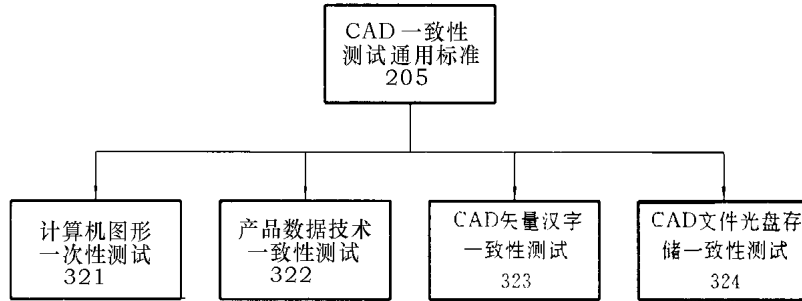 CAD一致性
测试通用标准
205
计算机图形
一次性测试
321
产品数据技术
一致性测试
322
CAD矢量汉字
一致性测试
323
CAD文件光盘存
储一致性测试
324